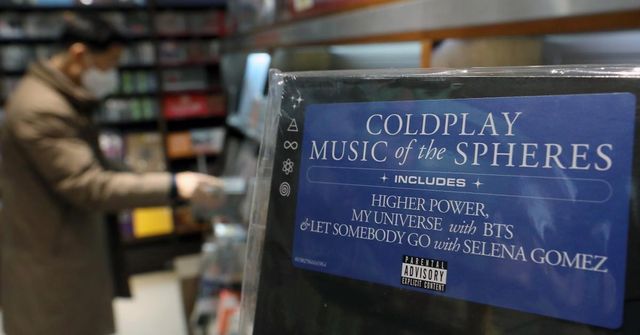 COLDPLAY
MUSIC of the SPHERES
INCLUDES
HIGHER POWER,
MY UNIVERSE with BTS
& LET SOMEBODY GO with SELENA GOMEZ
PARENTAL
ADVISORY
EXPLICIT CONTENT